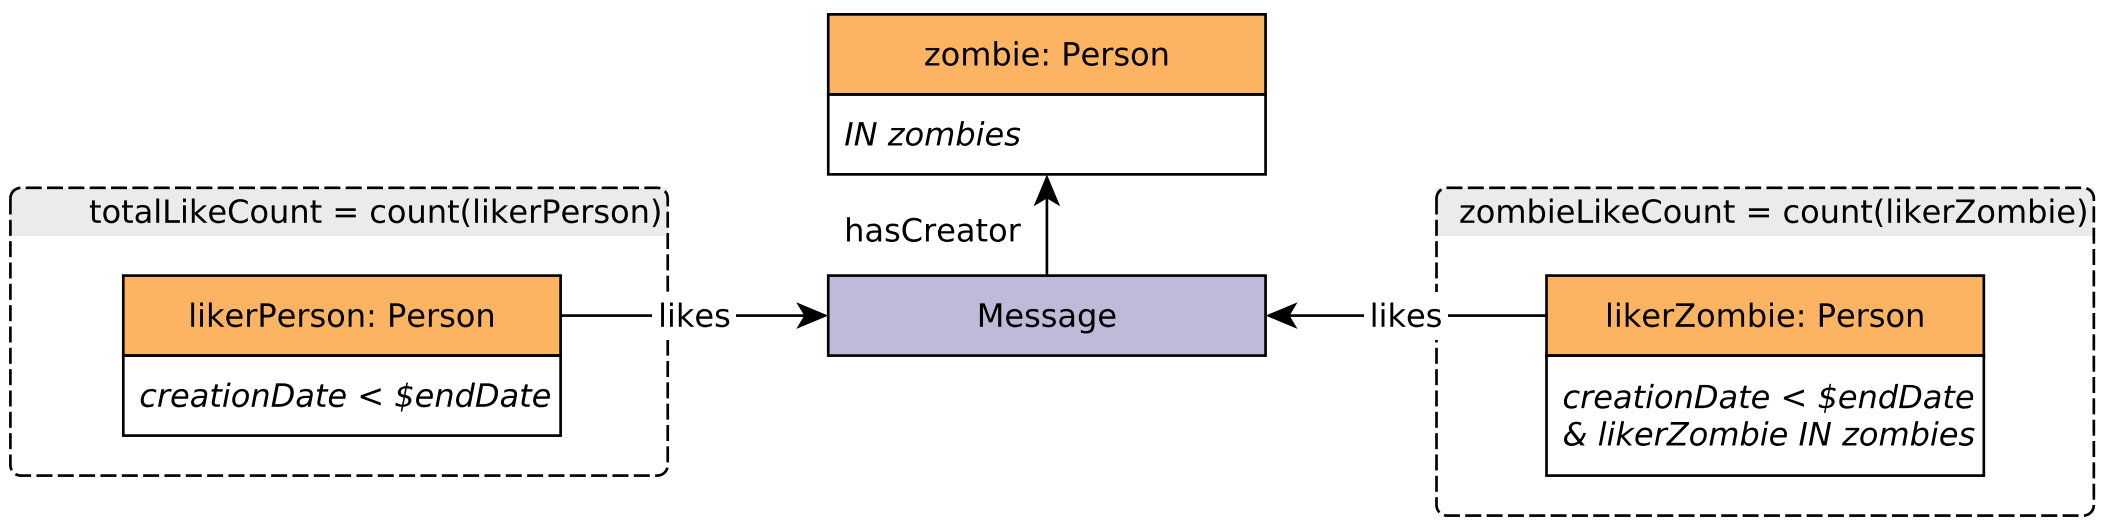 zombie: Person
IN zombies
totalLikeCount = count(likerPerson)
zombieLikeCount = count(likerZombie)
hasCreator
likerPerson: Person
likes
Message
likes
likerZombie: Person
creationDate < $endDate
creationDate < $endDate
& likerZombie IN zombies